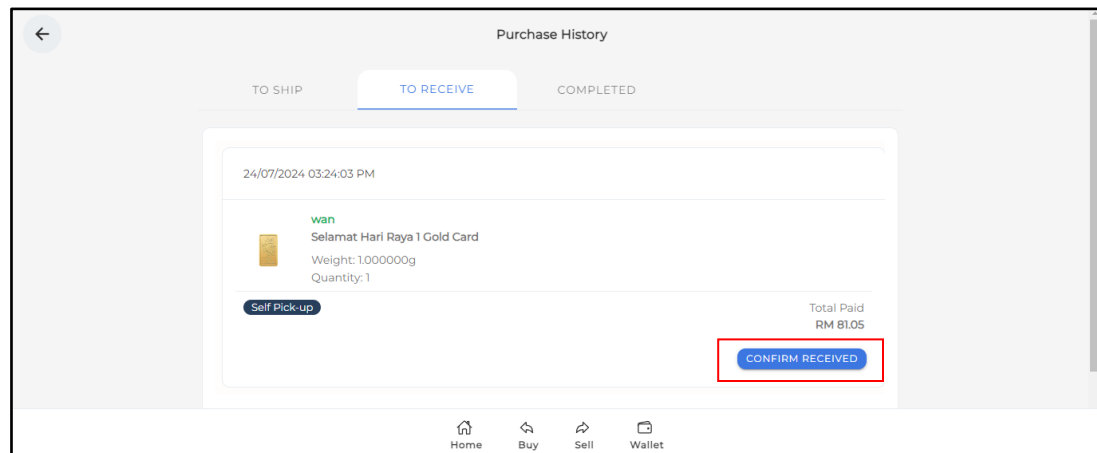 Purchase History
TO SHIP
TO RECEIVE
COMPLETED
24/07/2024 03:24:03 PM
wan
Selamat Hari Raya 1 Gold Card
Weight: 1.000000g
Quantity: 1
Self Pick-up
Total Paid
RM 81.05
CONFIRM RECEIVED
Home
Buy
Sell
Wallet